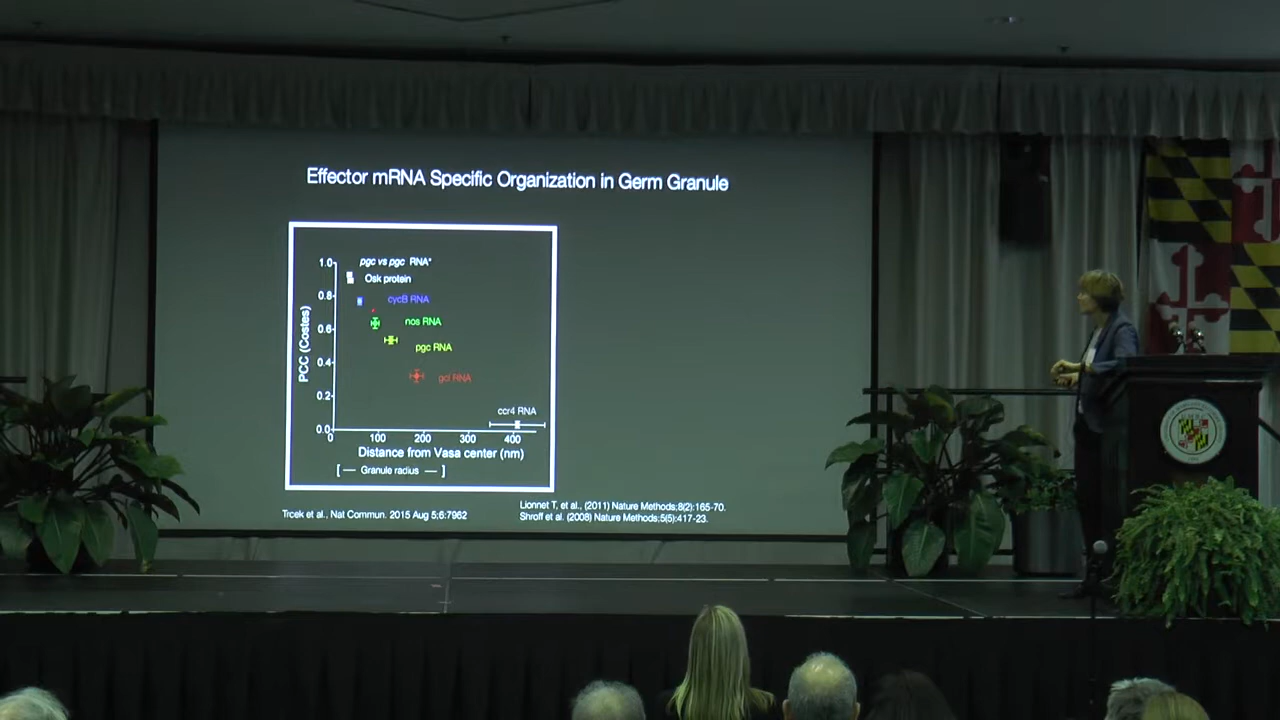 Effector mRNA Specific Organization in Germ Granule
pgc vs pgc RNA*
Osk protein
cycB RNA
nos RNA
pgc RNA
gcl RNA
ccr4 RNA
PCC (Costes)
1.0
0.8
0.6
0.4
0.2
0.0
0 100 200 300 400
Distance from Vasa center (nm)
[ — Granule radius — ]
Trcek et al., Nat Commun. 2015 Aug 5;6:7962
Lionnet T, et al., (2011) Nature Methods;8(2):165-70.
Shroff et al. (2008) Nature Methods;5(5):417-23.